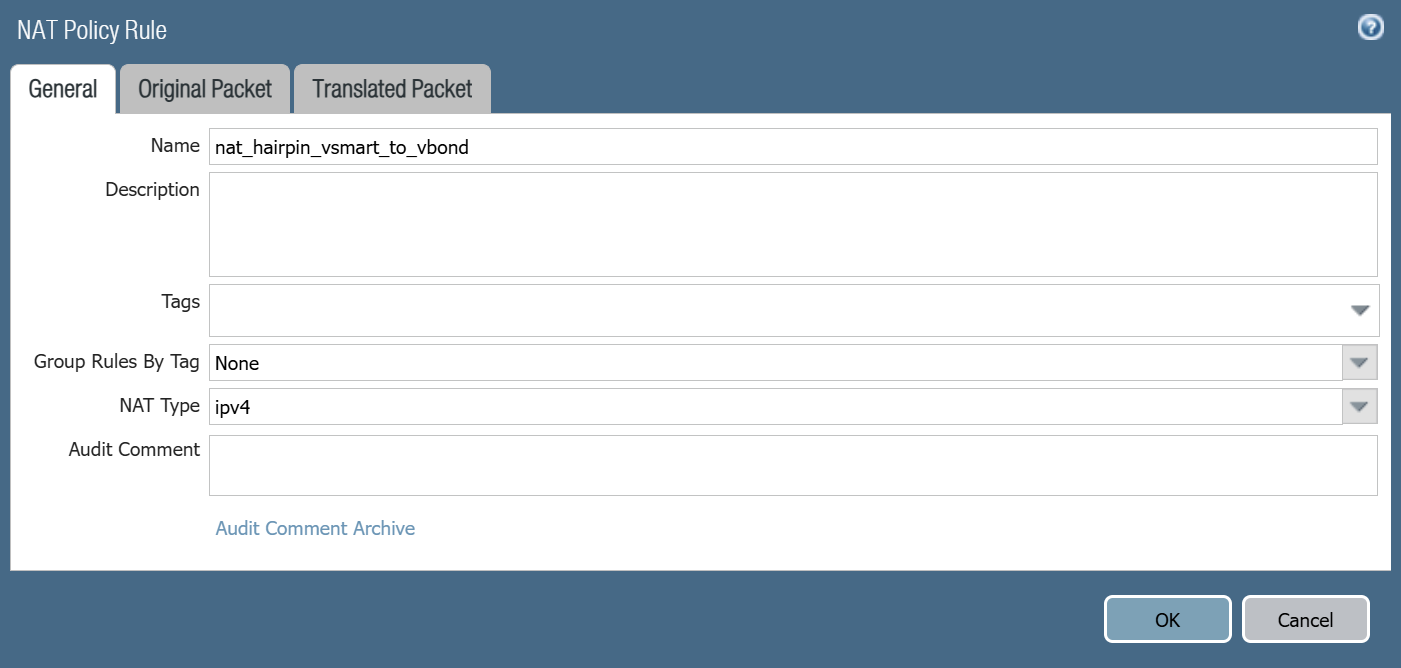 NAT Policy Rule
?
General
Original Packet
Translated Packet
Name
nat_hairpin_vsmart_to_vbond
Description
Tags
Group Rules By Tag
None
NAT Type
ipv4
Audit Comment
Audit Comment Archive
OK
Cancel